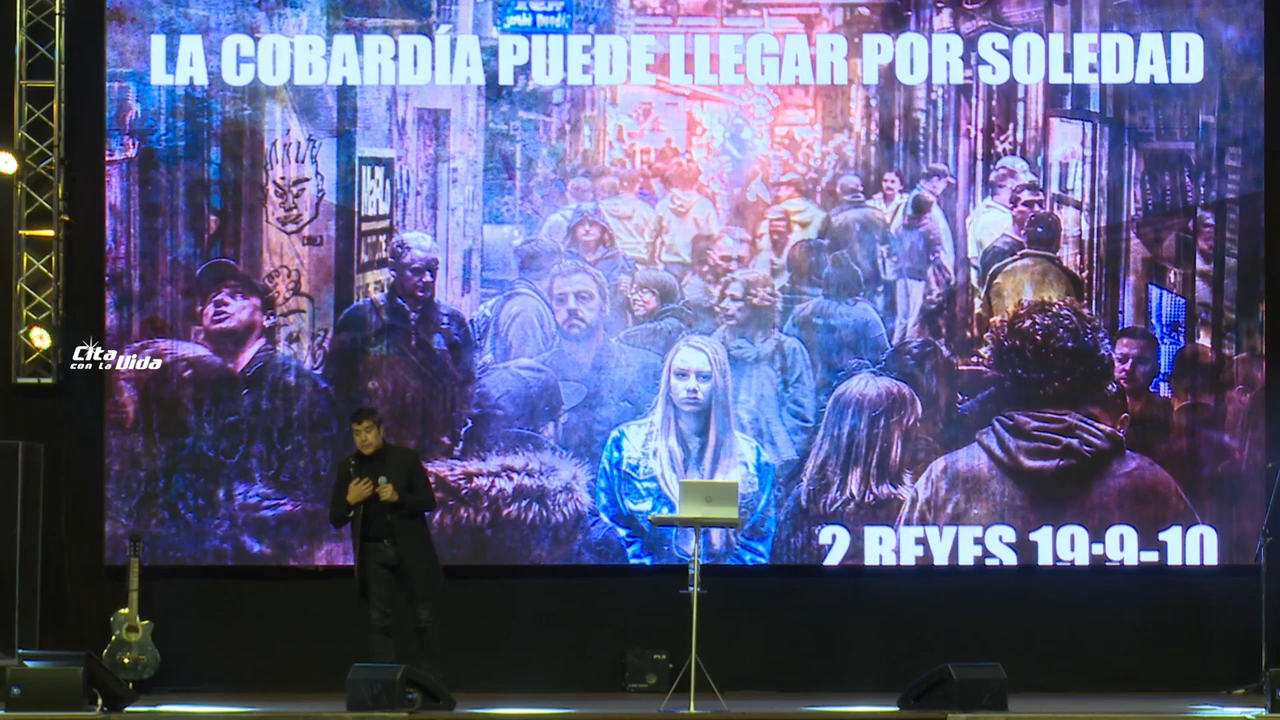 LA COBARDÍA PUEDE LLEGAR POR SOLEDAD
Cita
con la Vida
2 REYES 19:9-10